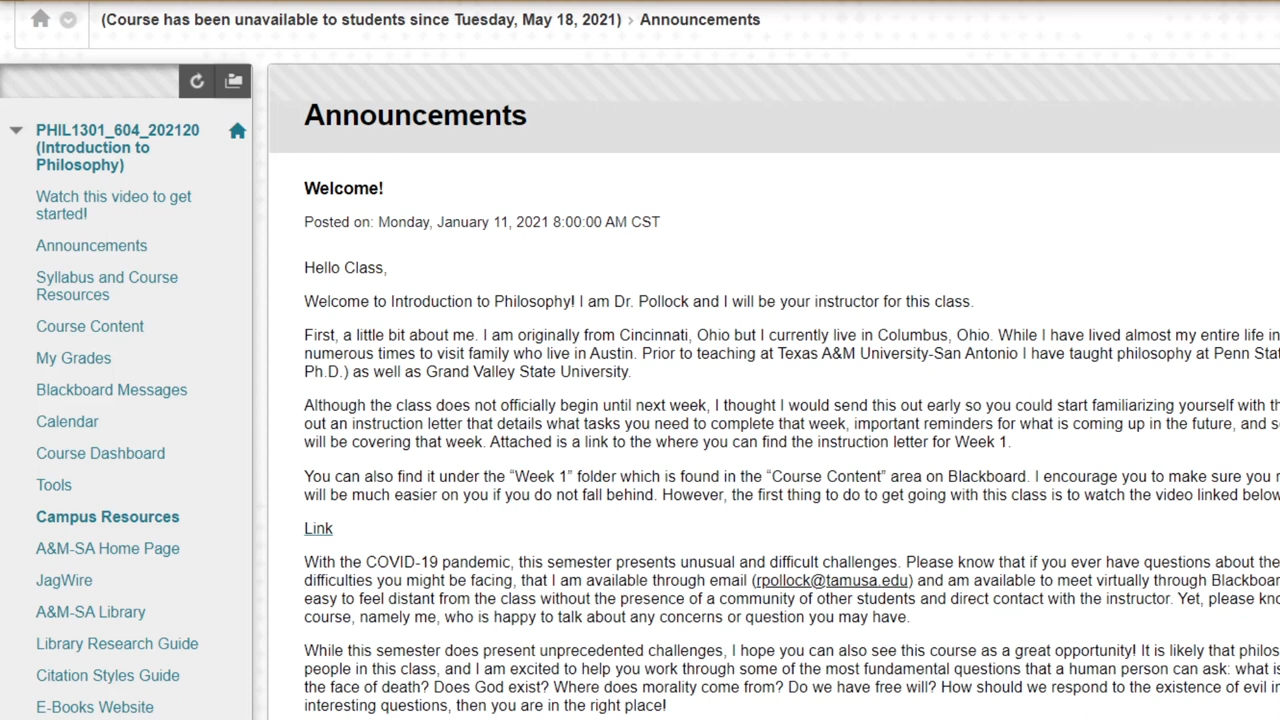 (Course has been unavailable to students since Tuesday, May 18, 2021) › Announcements
PHIL1301_604_202120
(Introduction to
Philosophy)
Watch this video to get
started!
Announcements
Syllabus and Course
Resources
Course Content
My Grades
Blackboard Messages
Calendar
Course Dashboard
Tools
Campus Resources
A&M-SA Home Page
JagWire
A&M-SA Library
Library Research Guide
Citation Styles Guide
E-Books Website
Announcements
Welcome!
Posted on: Monday, January 11, 2021 8:00:00 AM CST
Hello Class,
Welcome to Introduction to Philosophy! I am Dr. Pollock and I will be your instructor for this class.
First, a little bit about me. I am originally from Cincinnati, Ohio but I currently live in Columbus, Ohio. While I have lived almost my entire life in
numerous times to visit family who live in Austin. Prior to teaching at Texas A&M University-San Antonio I have taught philosophy at Penn Stat
Ph.D.) as well as Grand Valley State University.
Although the class does not officially begin until next week, I thought I would send this out early so you could start familiarizing yourself with th
out an instruction letter that details what tasks you need to complete that week, important reminders for what is coming up in the future, and s
will be covering that week. Attached is a link to the where you can find the instruction letter for Week 1.
You can also find it under the “Week 1” folder which is found in the “Course Content” area on Blackboard. I encourage you to make sure you
will be much easier on you if you do not fall behind. However, the first thing to do to get going with this class is to watch the video linked below
Link
With the COVID-19 pandemic, this semester presents unusual and difficult challenges. Please know that if you ever have questions about the
difficulties you might be facing, that I am available through email (rpollock@tamusa.edu) and am available to meet virtually through Blackboar
easy to feel distant from the class without the presence of a community of other students and direct contact with the instructor. Yet, please kno
course, namely me, who is happy to talk about any concerns or question you may have.
While this semester does present unprecedented challenges, I hope you can also see this course as a great opportunity! It is likely that philos
people in this class, and I am excited to help you work through some of the most fundamental questions that a human person can ask: what is
the face of death? Does God exist? Where does morality come from? Do we have free will? How should we respond to the existence of evil in
interesting questions, then you are in the right place!